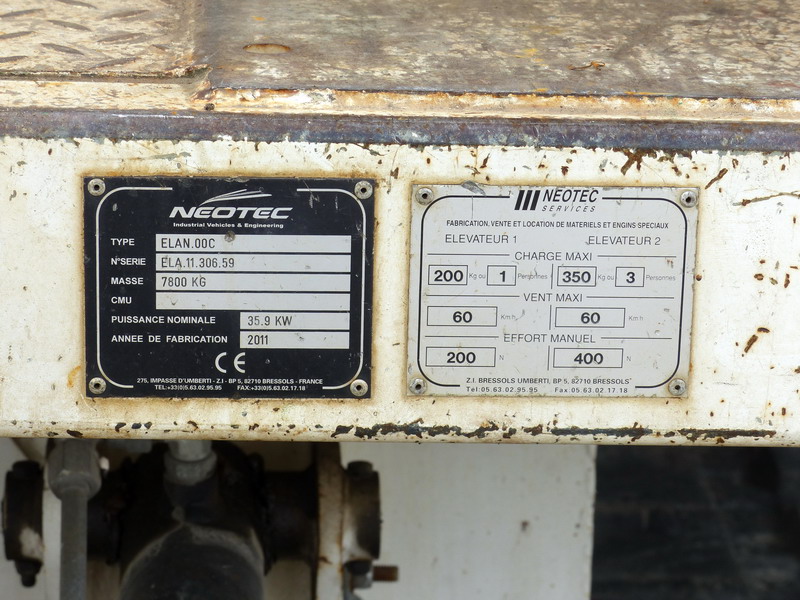 NEOTEC
Industrial Vehicles & Engineering
TYPE ELAN.00C
N°SERIE ELA.11.306.59
MASSE 7800 KG
CMU
PUISSANCE NOMINALE 35.9 KW
ANNEE DE FABRICATION 2011
CE
275, IMPASSE D'UMBERTI - Z.I - BP 5, 82710 BRESSOLS - FRANCE
TEL:+33(0)5.63.02.95.95 FAX:+33(0)5.63.02.17.18
NEOTEC
SERVICES
FABRICATION, VENTE ET LOCATION DE MATERIELS ET ENGINS SPECIAUX
ELEVATEUR 1 ELEVATEUR 2
CHARGE MAXI
200 Kg ou 1 Personnes 350 Kg ou 3 Personnes
VENT MAXI
60 Km/h 60 Km/h
EFFORT MANUEL
200 N 400 N
Z.I. BRESSOLS UMBERTI, BP 5, 82710 BRESSOLS
Tel:05.63.02.95.95 Fax 05.63.02.17.18